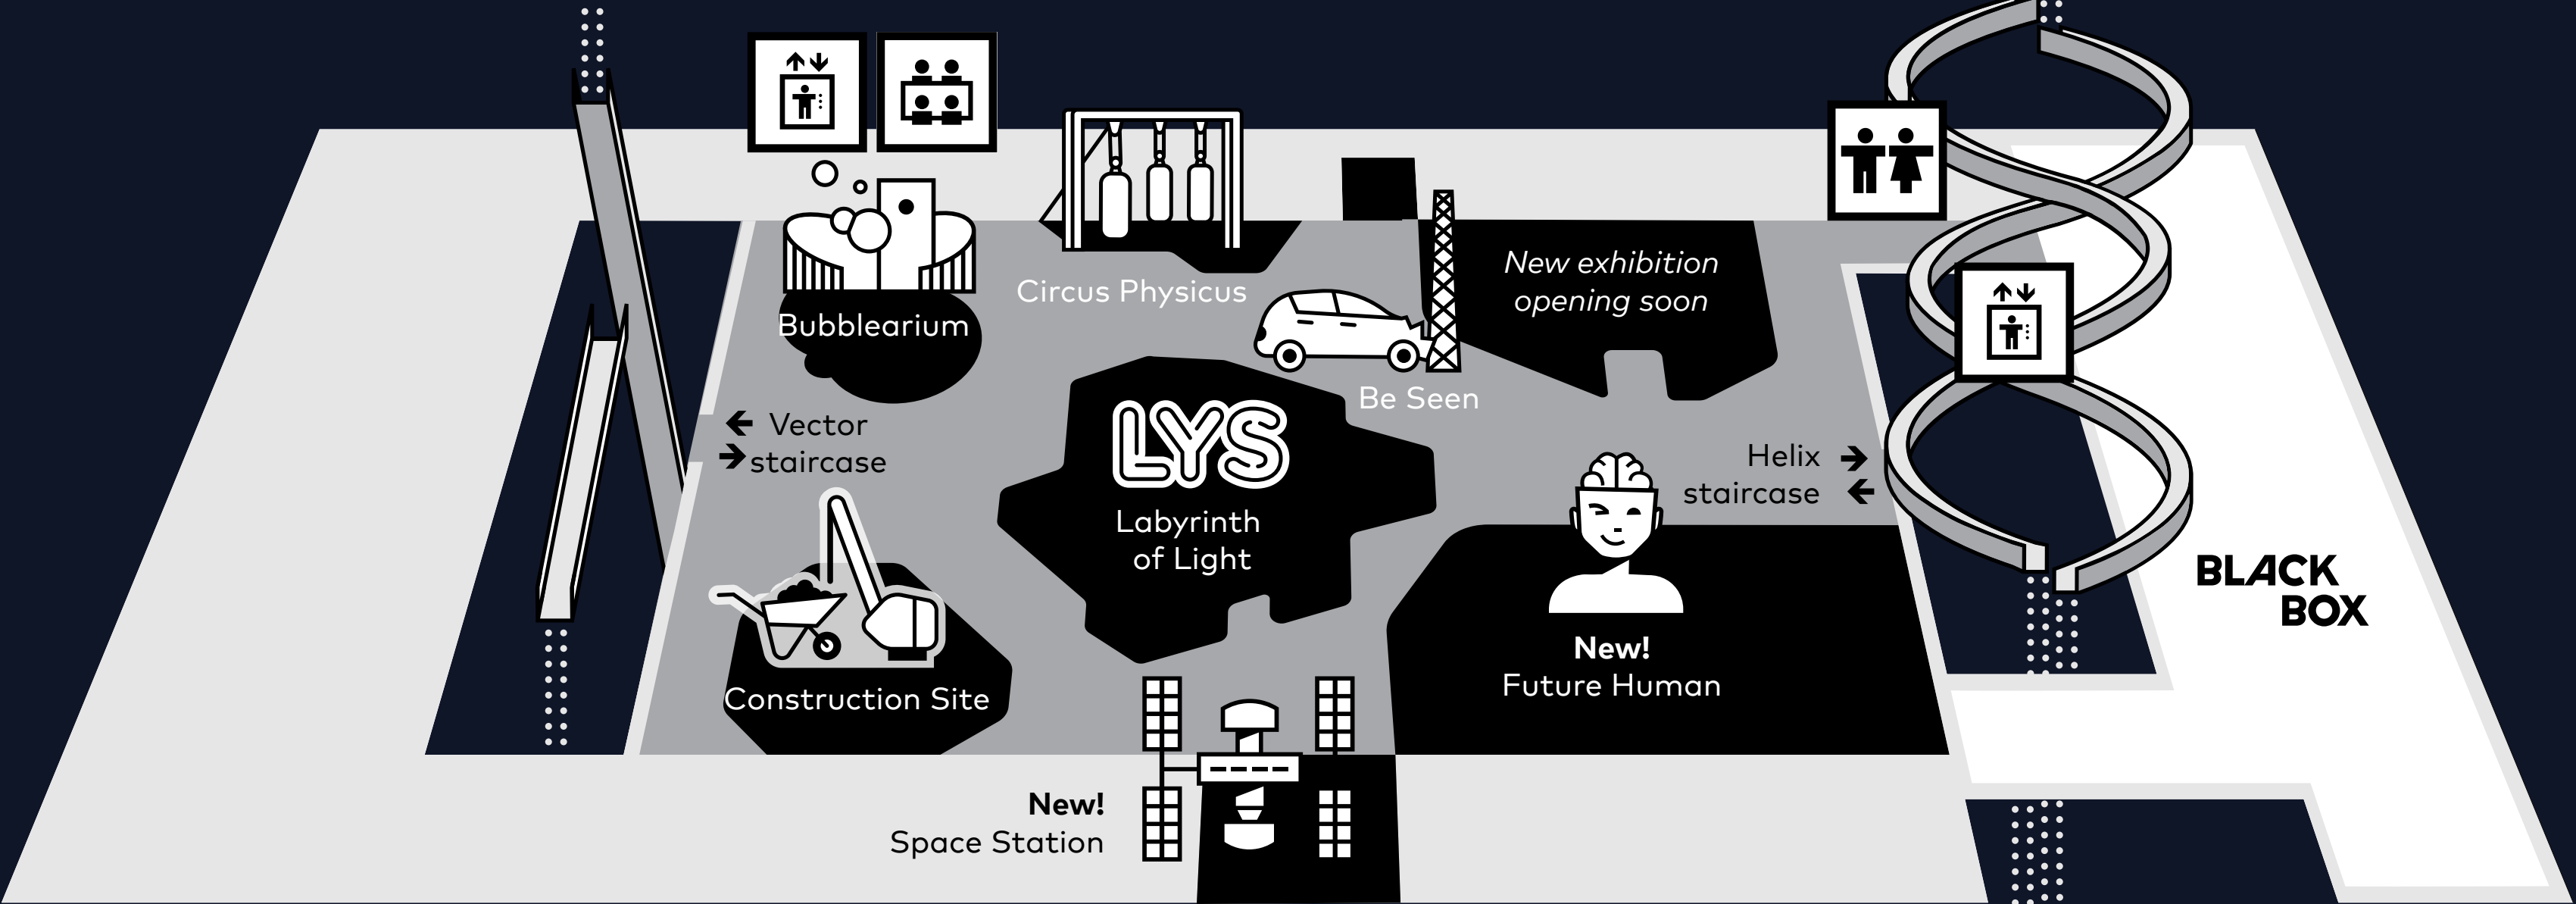 Circus Physicus
New exhibition
opening soon
Bubblearium
Be Seen
← Vector
→ staircase
LYS
Labyrinth
of Light
Helix →
staircase ←
BLACK
BOX
New!
Future Human
Construction Site
New!
Space Station